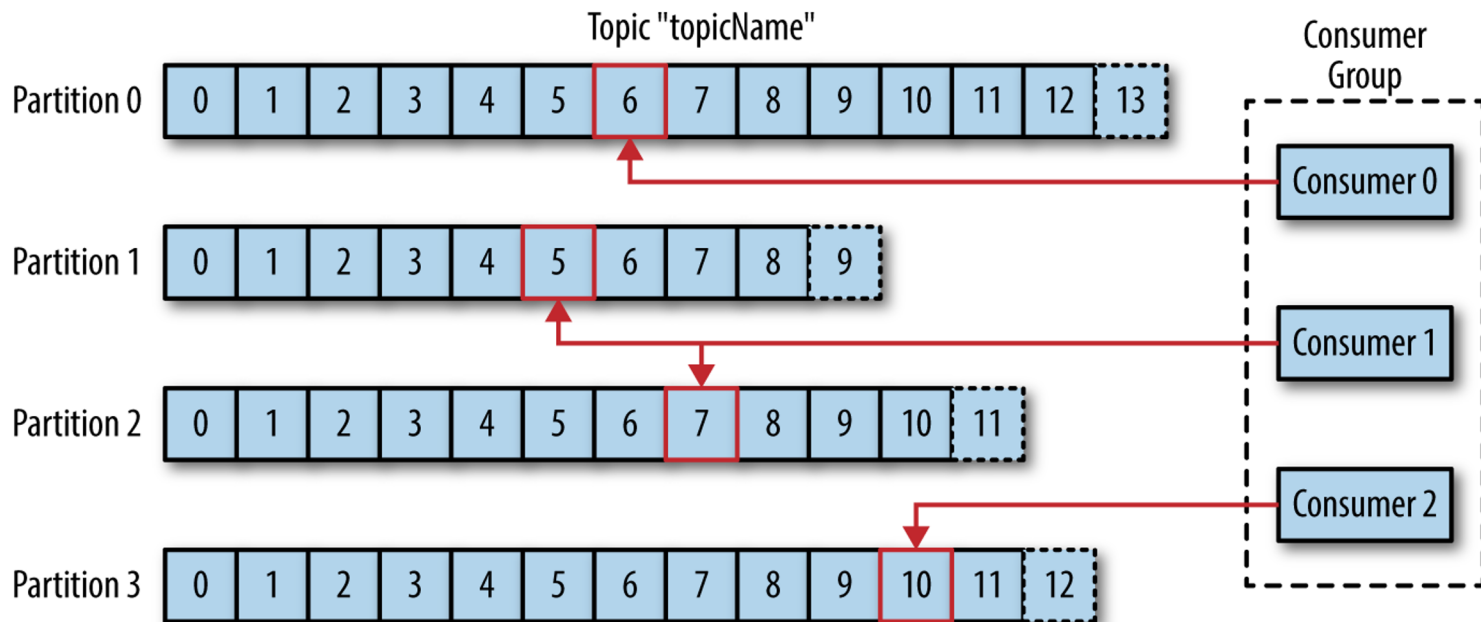 Topic "topicName"
Consumer
Group
Partition 0 0 1 2 3 4 5 6 7 8 9 10 11 12 13
Consumer 0
Partition 1 0 1 2 3 4 5 6 7 8 9
Consumer 1
Partition 2 0 1 2 3 4 5 6 7 8 9 10 11
Consumer 2
Partition 3 0 1 2 3 4 5 6 7 8 9 10 11 12